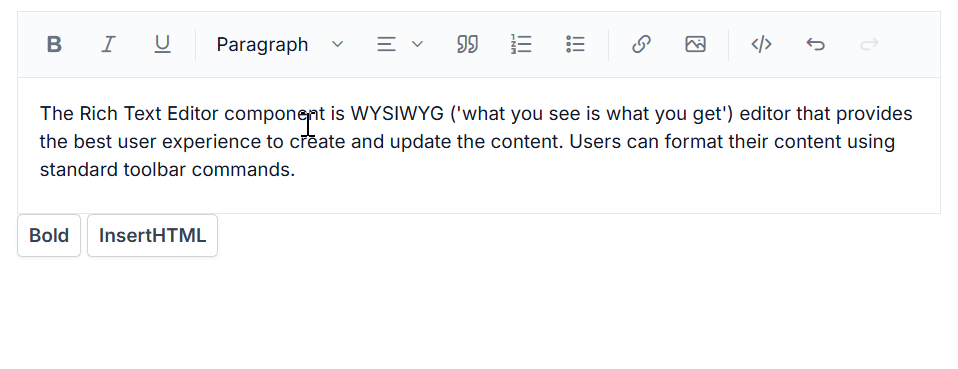 B I U Paragraph
The Rich Text Editor component is WYSIWYG ('what you see is what you get') editor that provides
the best user experience to create and update the content. Users can format their content using
standard toolbar commands.
Bold InsertHTML